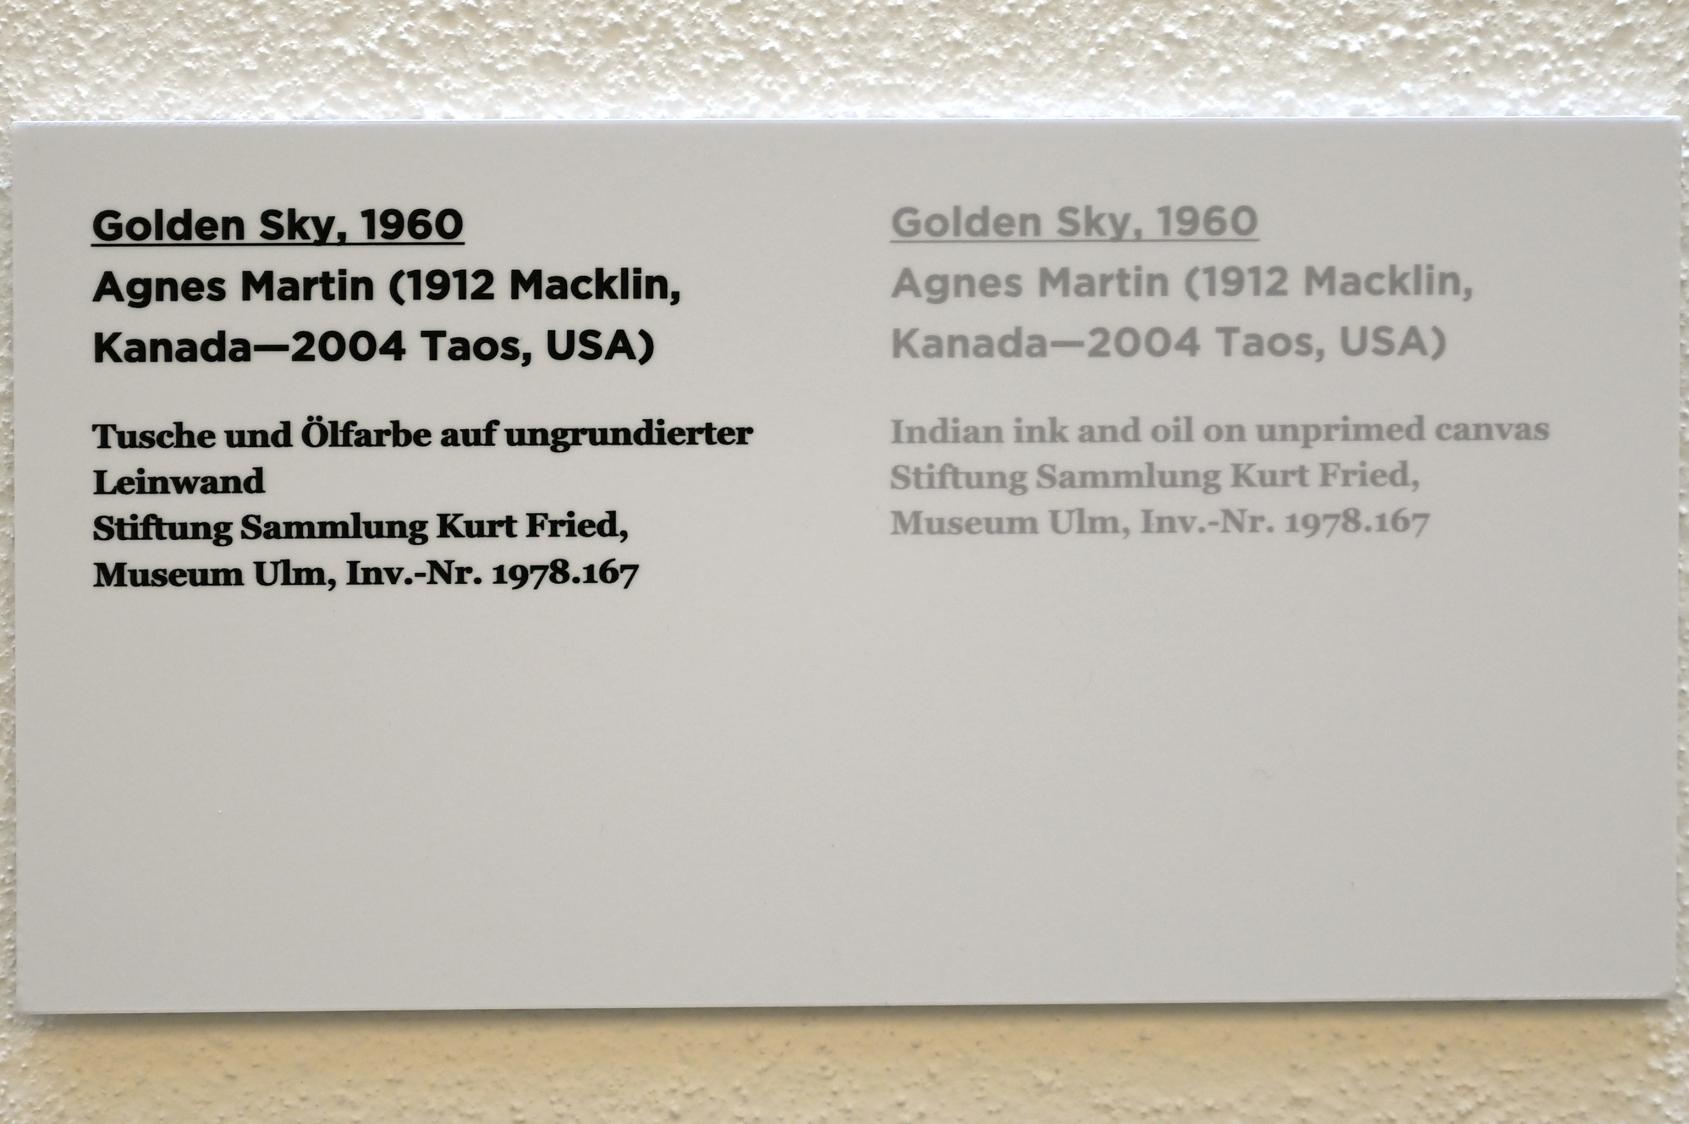 Golden Sky, 1960
Agnes Martin (1912 Macklin,
Kanada—2004 Taos, USA)
Tusche und Ölfarbe auf ungrundierter
Leinwand
Stiftung Sammlung Kurt Fried,
Museum Ulm, Inv.-Nr. 1978.167
Golden Sky, 1960
Agnes Martin (1912 Macklin,
Kanada—2004 Taos, USA)
Indian ink and oil on unprimed canvas
Stiftung Sammlung Kurt Fried,
Museum Ulm, Inv.-Nr. 1978.167